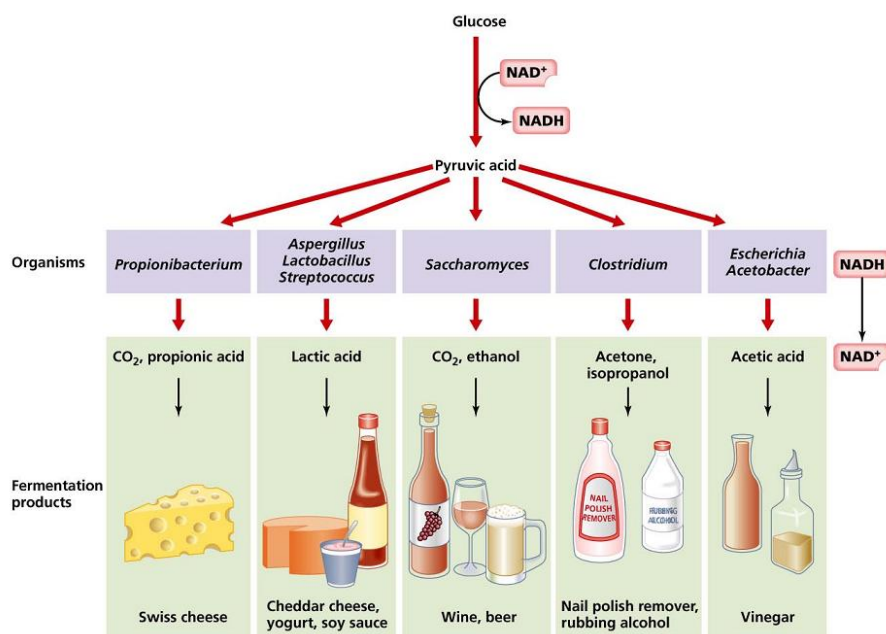 Glucose
NAD⁺
NADH
Pyruvic acid
Organisms
Propionibacterium
Aspergillus
Lactobacillus
Streptococcus
Saccharomyces
Clostridium
Escherichia
Acetobacter
NADH
CO₂, propionic acid
Lactic acid
CO₂, ethanol
Acetone,
isopropanol
Acetic acid
NAD⁺
Fermentation
products
NAIL
POLISH
REMOVER
RUBBING
ALCOHOL
Swiss cheese
Cheddar cheese,
yogurt, soy sauce
Wine, beer
Nail polish remover,
rubbing alcohol
Vinegar